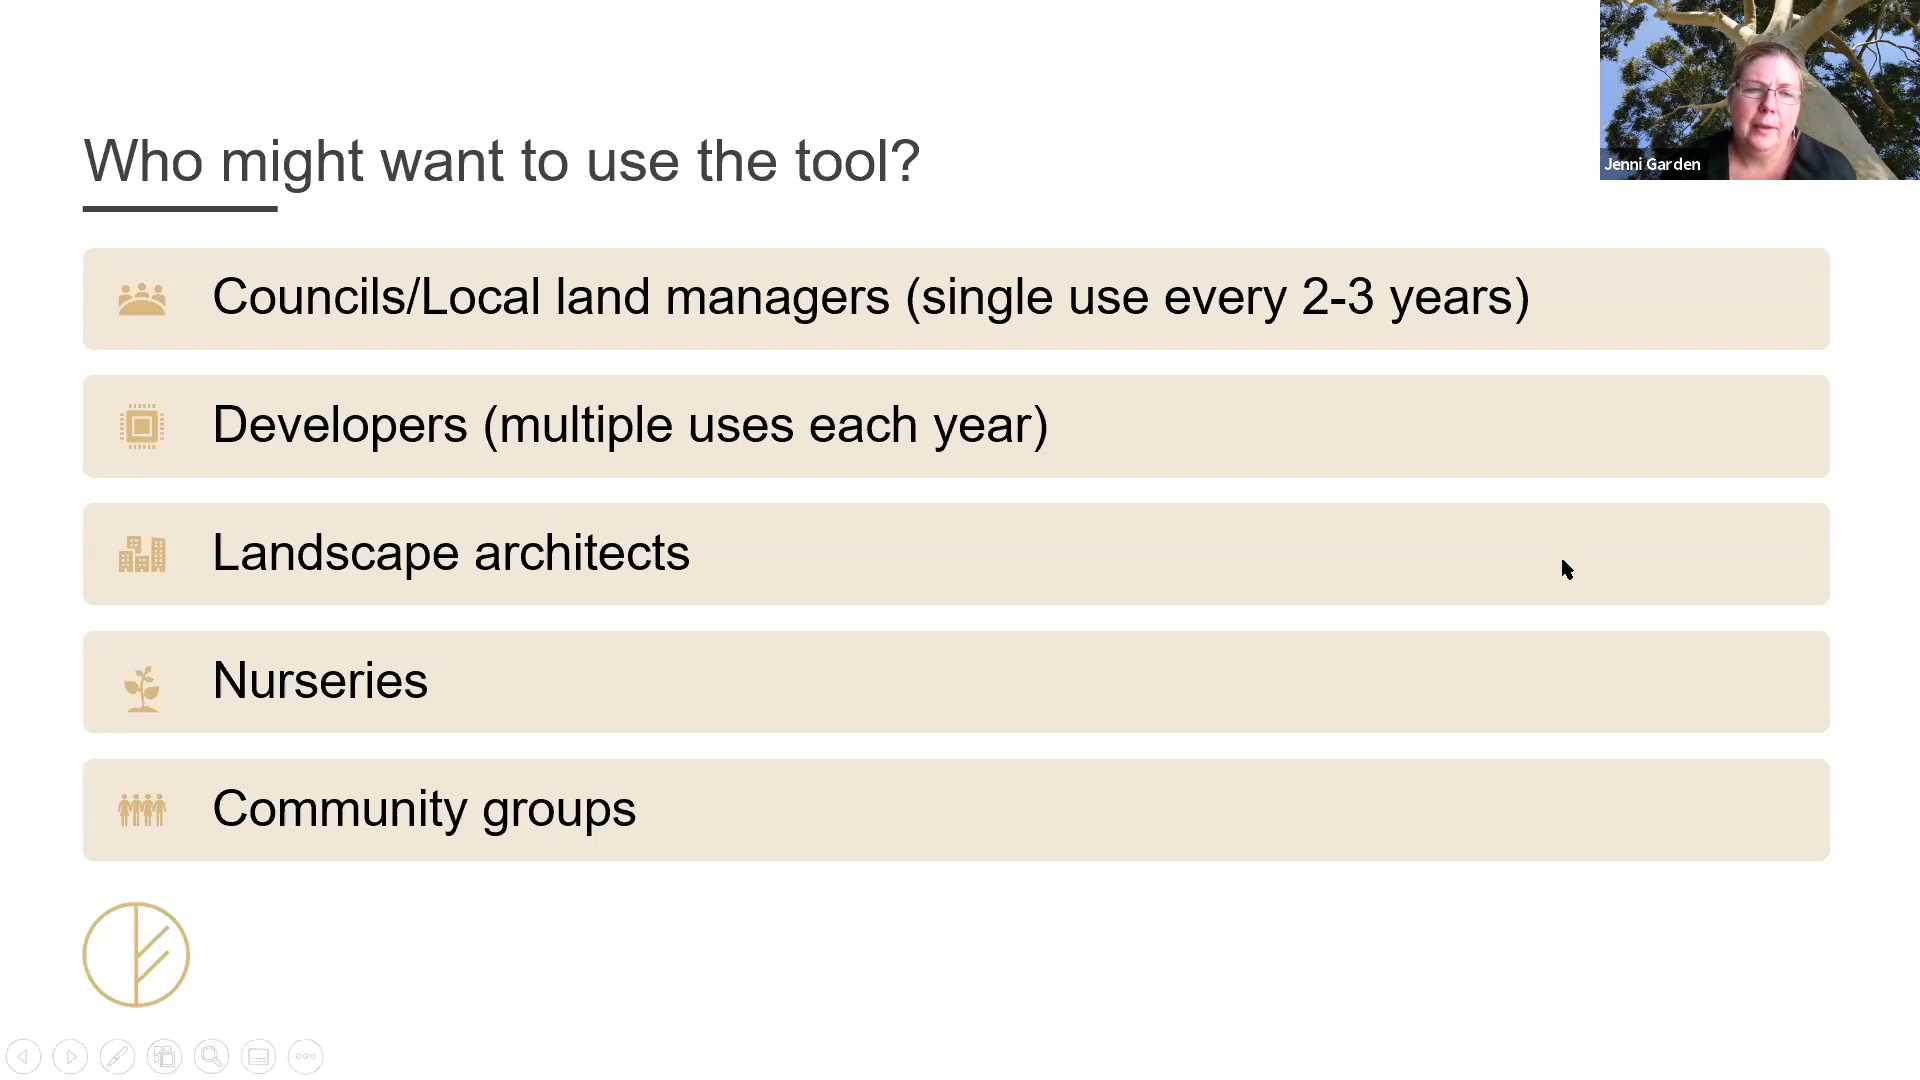 Who might want to use the tool?
Jenni Garden
Councils/Local land managers (single use every 2-3 years)
Developers (multiple uses each year)
Landscape architects
Nurseries
Community groups